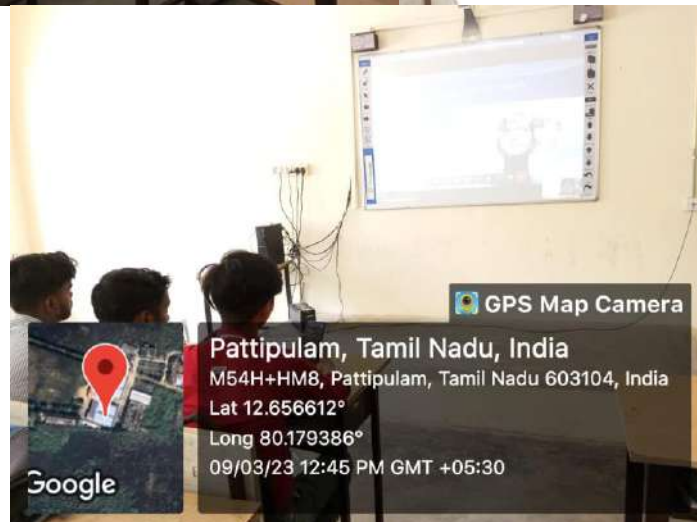 GPS Map Camera
Pattipulam, Tamil Nadu, India
M54H+HM8, Pattipulam, Tamil Nadu 603104, India
Lat 12.656612°
Long 80.179386°
09/03/23 12:45 PM GMT +05:30
Google